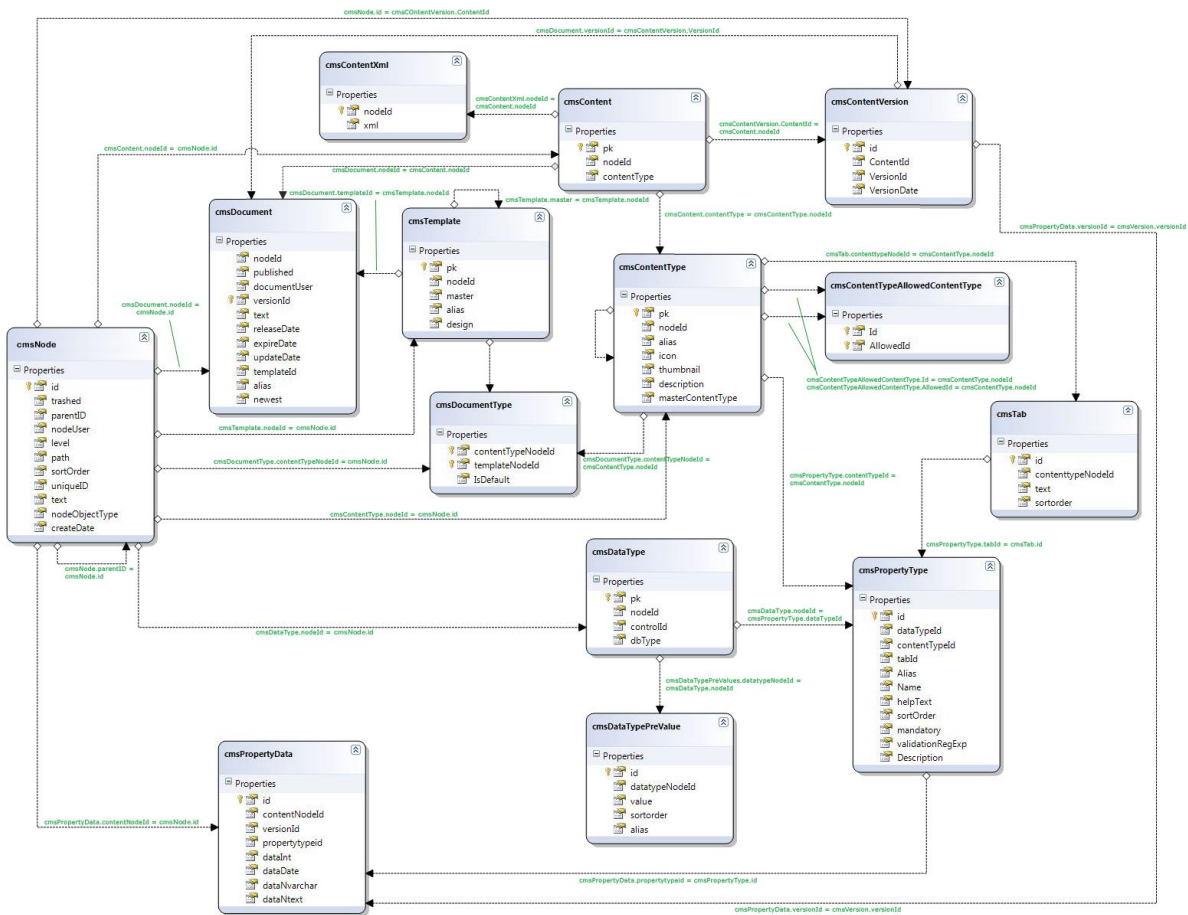 cmsNode.id = cmsCOntentVersion.ContentId
cmsDocument.versionId = cmsContentVersion.VersionId
cmsContentXml
Properties
nodeId
xml
cmsContentXml.nodeId =
cmsContent.nodeId
cmsContent
Properties
pk
nodeId
contentType
cmsContentVersion.ContentId =
cmsContent.nodeId
cmsContentVersion
Properties
id
ContentId
VersionId
VersionDate
cmsContent.nodeId = cmsNode.id
cmsDocument.nodeId = cmsContent.nodeId
cmsDocument.templateId = cmsTemplate.nodeId
cmsTemplate.master = cmsTemplate.nodeId
cmsContent.contentType = cmsContentType.nodeId
cmsPropertyData.versionId = cmsVersion.versionId
cmsDocument
Properties
nodeId
published
documentUser
versionId
text
releaseDate
expireDate
updateDate
templateId
alias
newest
cmsTemplate
Properties
pk
nodeId
master
alias
design
cmsTab.contenttypeNodeId = cmsContentType.nodeId
cmsContentType
Properties
pk
nodeId
alias
icon
thumbnail
description
masterContentType
cmsContentTypeAllowedContentType
Properties
Id
AllowedId
cmsContentTypeAllowedContent.Id = cmsContentType.nodeId
cmsContentTypeAllowedContent.AllowedId = cmsContentType.nodeId
cmsDocument.nodeId =
cmsNode.id
cmsNode
Properties
id
trashed
parentID
nodeUser
level
path
sortOrder
uniqueID
text
nodeObjectType
createDate
cmsTemplate.nodeId = cmsNode.id
cmsDocumentType
Properties
contentTypeNodeId
templateNodeId
IsDefault
cmsDocumentType.contentTypeNodeId = cmsNode.id
cmsDocumentType.contentTypeNodeId =
cmsContentType.nodeId
cmsContentType.nodeId = cmsNode.id
cmsPropertyType.contentTypeId =
cmsContentType.nodeId
cmsTab
Properties
id
contenttypeNodeId
text
sortorder
cmsPropertyType.tabId = cmsTab.id
cmsNode.parentID =
cmsNode.id
cmsDataType.nodeId = cmsNode.id
cmsDataType
Properties
pk
nodeId
controlId
dbType
cmsDataType.nodeId =
cmsPropertyType.dataTypeId
cmsPropertyType
Properties
id
dataTypeId
contentTypeId
tabId
Alias
Name
helpText
sortOrder
mandatory
validationRegExp
Description
cmsDataTypePreValues.datatypeNodeId =
cmsDataType.nodeId
cmsDataTypePreValue
Properties
id
datatypeNodeId
value
sortorder
alias
cmsPropertyData
Properties
id
contentNodeId
versionId
propertytypeid
dataInt
dataDate
dataNvarchar
dataNtext
cmsPropertyData.contentNodeId = cmsNode.id
cmsPropertyData.propertytypeid = cmsPropertyType.id
cmsPropertyData.versionId = cmsVersion.versionId